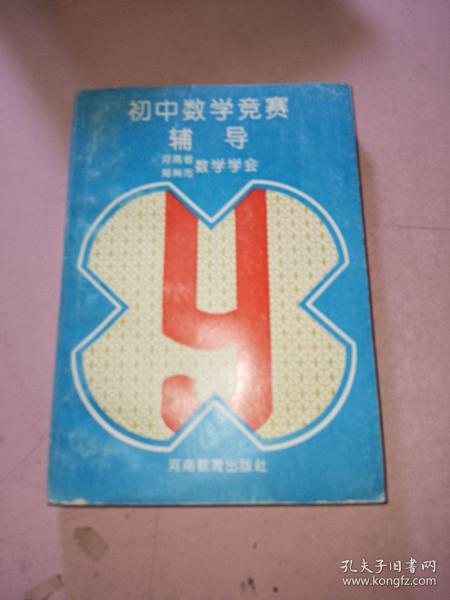 初中数学竞赛
辅导
河南省
郑州市 数学学会
y
河南教育出版社
孔夫子旧书网
www.kongfz.com